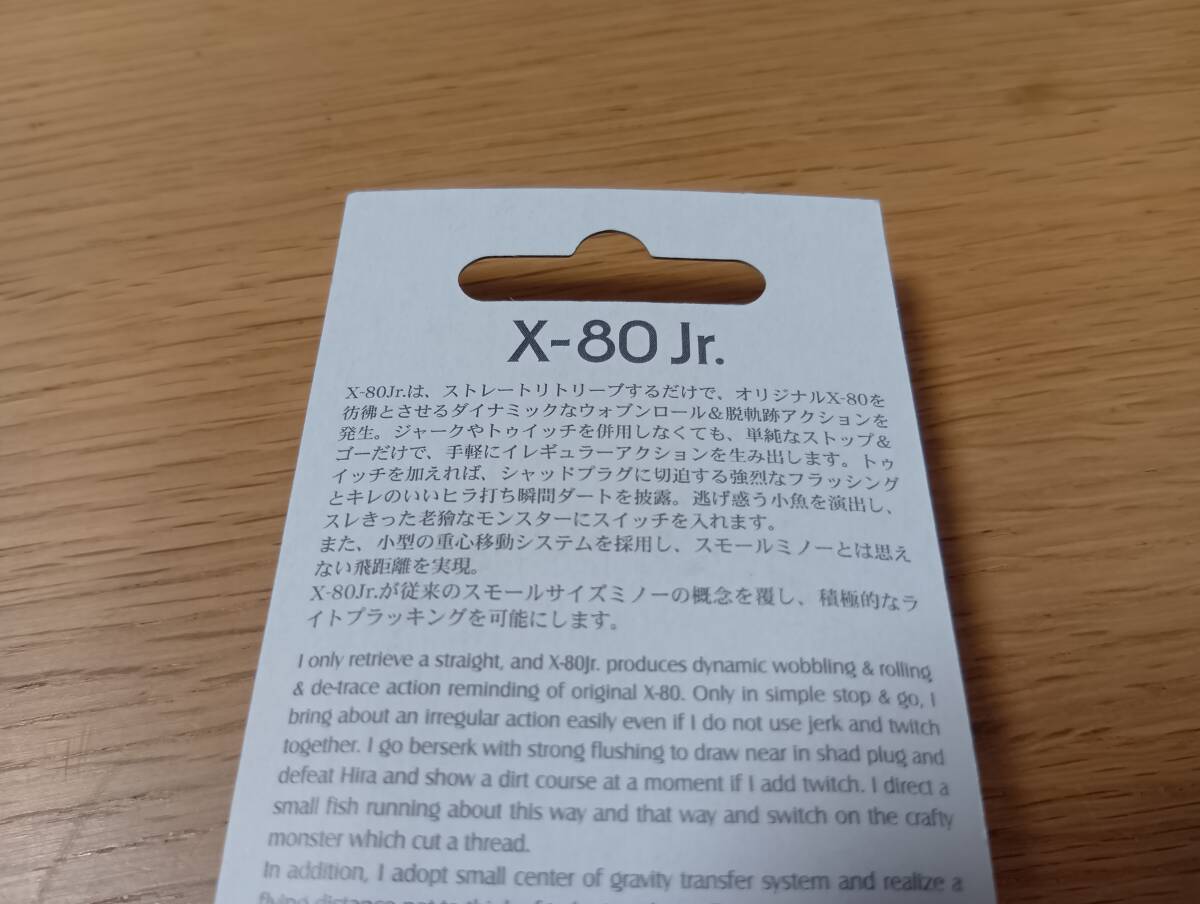 X-80 Jr.
X-80Jr.は、ストレートリトリーブするだけで、オリジナルX-80を
彷彿とさせるダイナミックなウォブンロール&脱軌跡アクションを
発生。ジャークやトゥイッチを併用しなくても、単純なストップ&
ゴーだけで、手軽にイレギュラーアクションを生み出します。トゥ
イッチを加えれば、シャッドプラグに切迫する強烈なフラッシング
とキレのいいヒラ打ち瞬間ダートを披露。逃げ惑う小魚を演出し、
スレきった老獪なモンスターにスイッチを入れます。
また、小型の重心移動システムを採用し、スモールミノーとは思え
ない飛距離を実現。
X-80Jr.が従来のスモールサイズミノーの概念を覆し、積極的なラ
イトプラッキングを可能にします。
I only retrieve a straight, and X-80Jr. produces dynamic wobbling & rolling
& de-trace action reminding of original X-80. Only in simple stop & go, I
bring about an irregular action easily even if I do not use jerk and twitch
together. I go berserk with strong flushing to draw near in shad plug and
defeat Hira and show a dirt course at a moment if I add twitch. I direct a
small fish running about this way and that way and switch on the crafty
monster which cut a thread.
In addition, I adopt small center of gravity transfer system and realize a
flying distance not to think